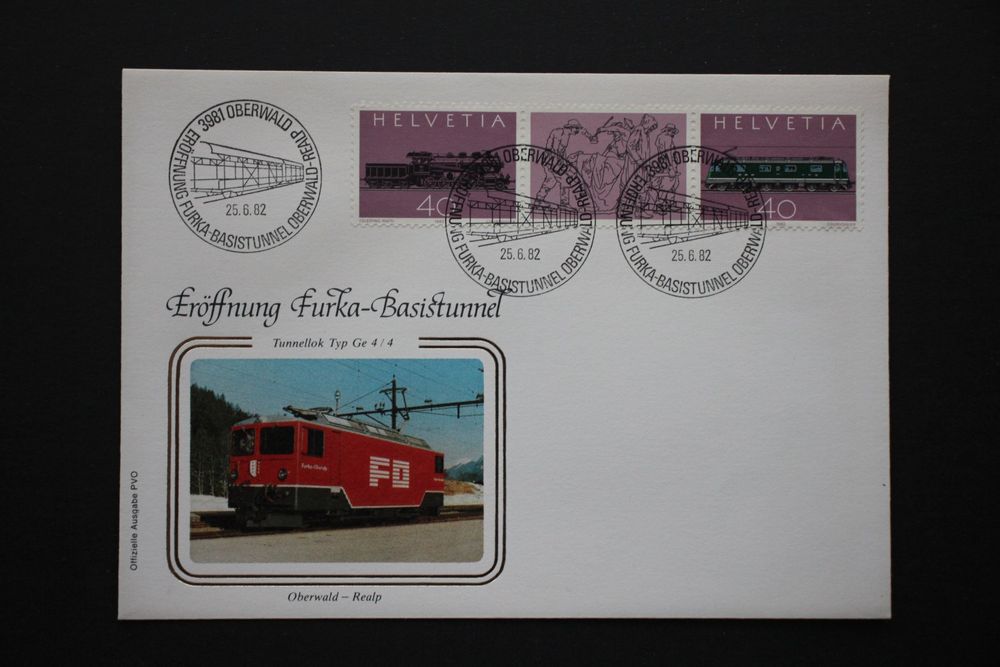 3981 OBERWALD-REALP
ERÖFFNUNG FURKA-BASISTUNNEL OBERWALD-
25.6.82
HELVETIA
40
HELVETIA
40
3981 OBERWALD-REALP
ERÖFFNUNG FURKA-BASISTUNNEL OBERWALD-
25.6.82
3981 OBERWALD-REALP
ERÖFFNUNG FURKA-BASISTUNNEL OBERWALD-
25.6.82
Eröffnung Furka-Basistunnel
Tunnellok Typ Ge 4/4
Furka-Oberalp
FO
Oberwald – Realp
Offizielle Ausgabe PVO